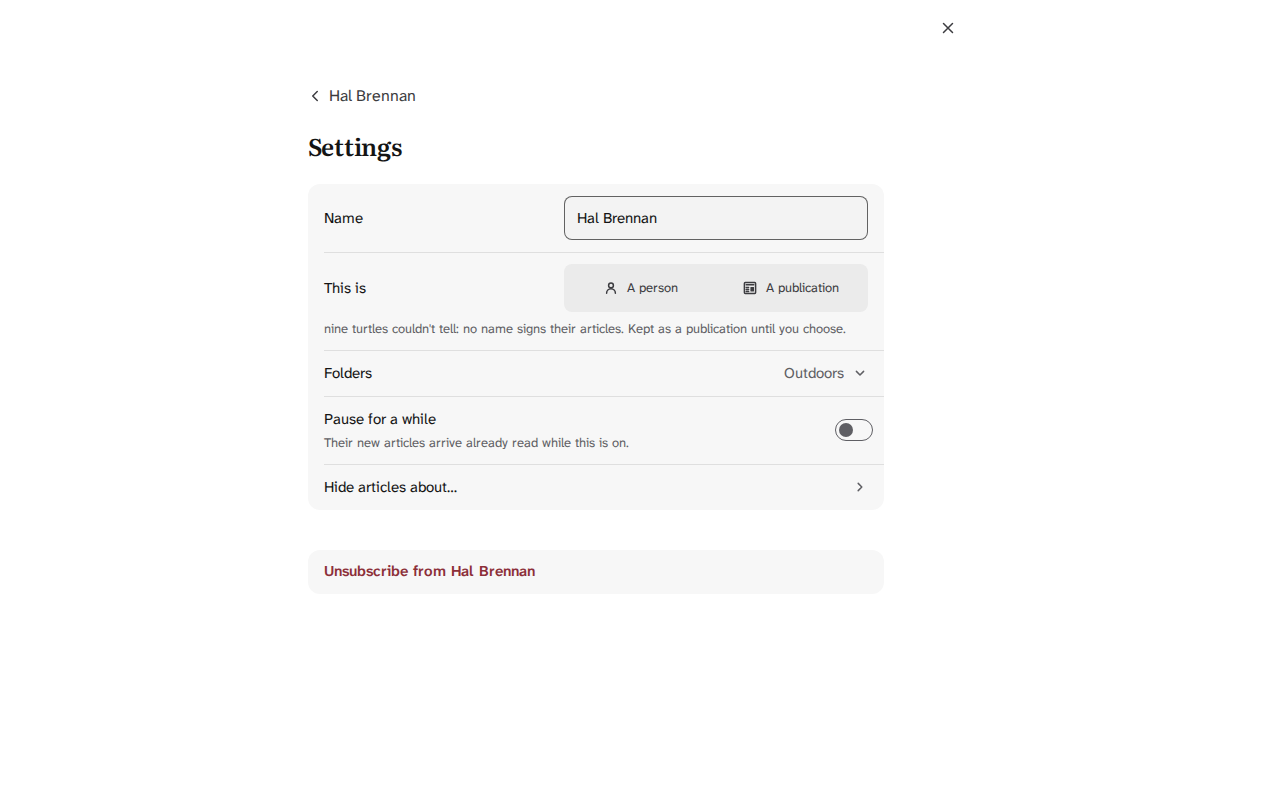 Hal Brennan
Settings
Name
Hal Brennan
This is
A person
A publication
nine turtles couldn't tell: no name signs their articles. Kept as a publication until you choose.
Folders
Outdoors
Pause for a while
Their new articles arrive already read while this is on.
Hide articles about...
Unsubscribe from Hal Brennan